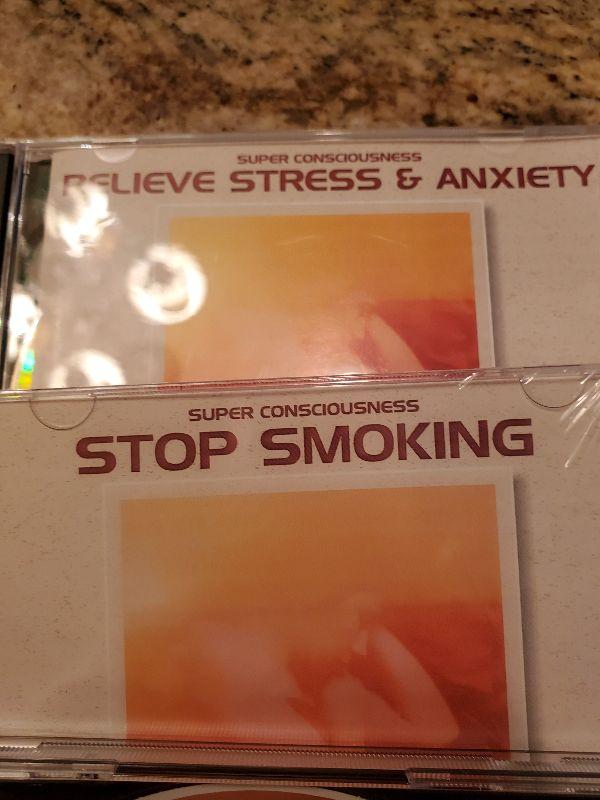 SUPER CONSCIOUSNESS
RELIEVE STRESS & ANXIETY
SUPER CONSCIOUSNESS
STOP SMOKING